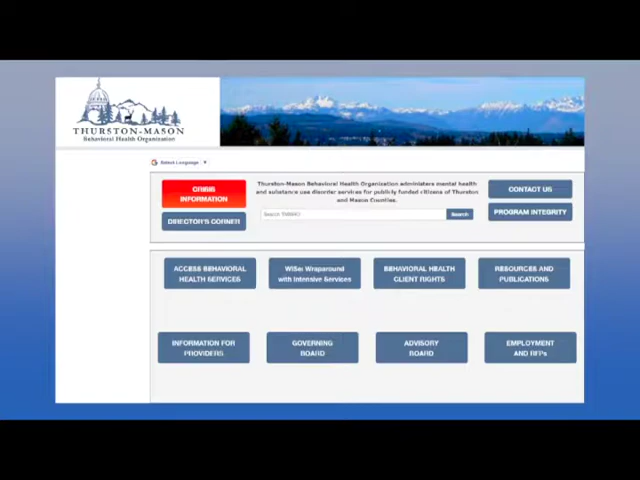 THURSTON-MASON
Behavioral Health Organization
Select Language ▼
CRISIS
INFORMATION
DIRECTOR'S CORNER
Thurston-Mason Behavioral Health Organization administers mental health
and substance use disorder services for publicly funded citizens of Thurston
and Mason Counties.
Search TMBHO
Search
CONTACT US
PROGRAM INTEGRITY
ACCESS BEHAVIORAL
HEALTH SERVICES
WISe: Wraparound
with Intensive Services
BEHAVIORAL HEALTH
CLIENT RIGHTS
RESOURCES AND
PUBLICATIONS
INFORMATION FOR
PROVIDERS
GOVERNING
BOARD
ADVISORY
BOARD
EMPLOYMENT
AND RFPs